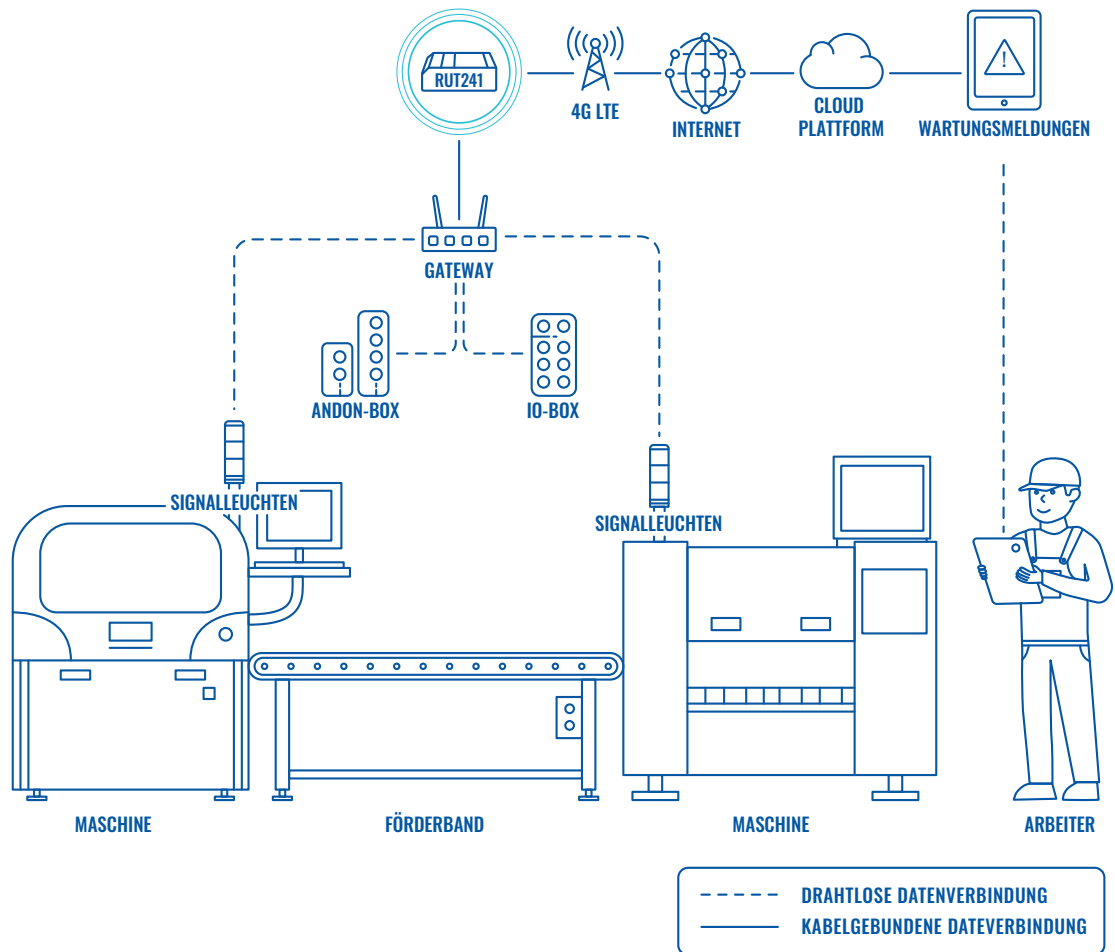 RUT241
4G LTE
INTERNET
CLOUD
PLATTFORM
WARTUNGSMELDUNGEN
GATEWAY
ANDON-BOX
IO-BOX
SIGNALLEUCHTEN
SIGNALLEUCHTEN
MASCHINE
FÖRDERBAND
MASCHINE
ARBEITER
DRAHTLOSE DATENVERBINDUNG
KABELGEBUNDENE DATEVERBINDUNG